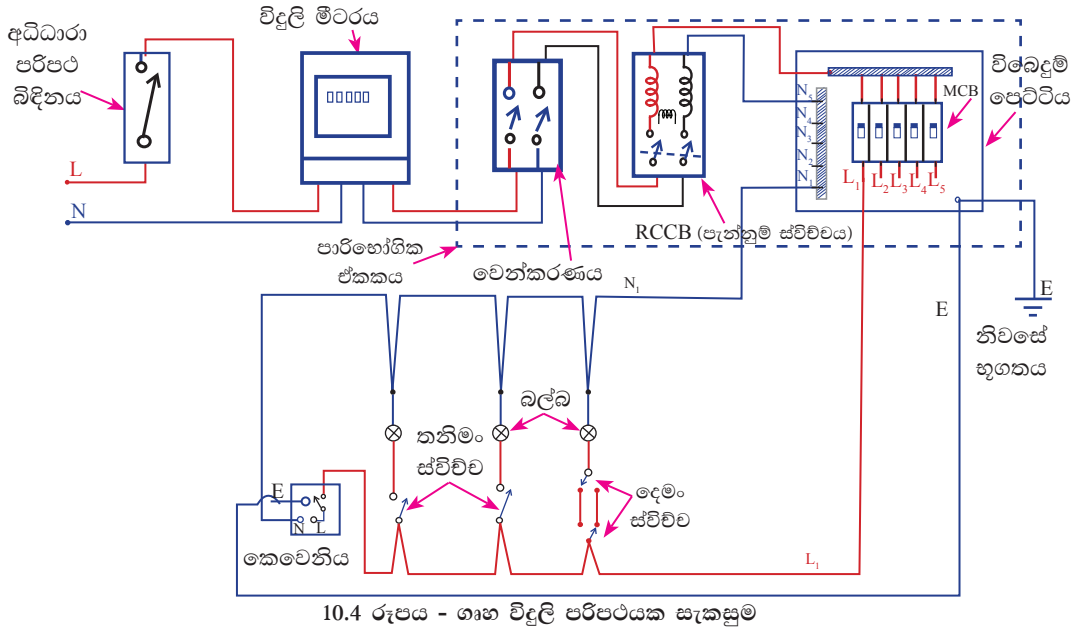 අධිධාරා
පරිපථ
බිඳිනය
විදුලි මීටරය
L
N
N5
N4
N3
N2
N1
MCB
L1 L2 L3 L4 L5
විබෙදුම්
පෙට්ටිය
RCCB (පැන්නුම් ස්විච්චය)
පාරිභෝගික
ඒකකය
වෙන්කරණය
N1
E
E
නිවසේ
භූගතය
බල්බ
තනිමං
ස්විච්ච
දෙමං
ස්විච්ච
E
N L
කෙවෙනිය
L1
10.4 රූපය - ගෘහ විදුලි පරිපථයක සැකසුම